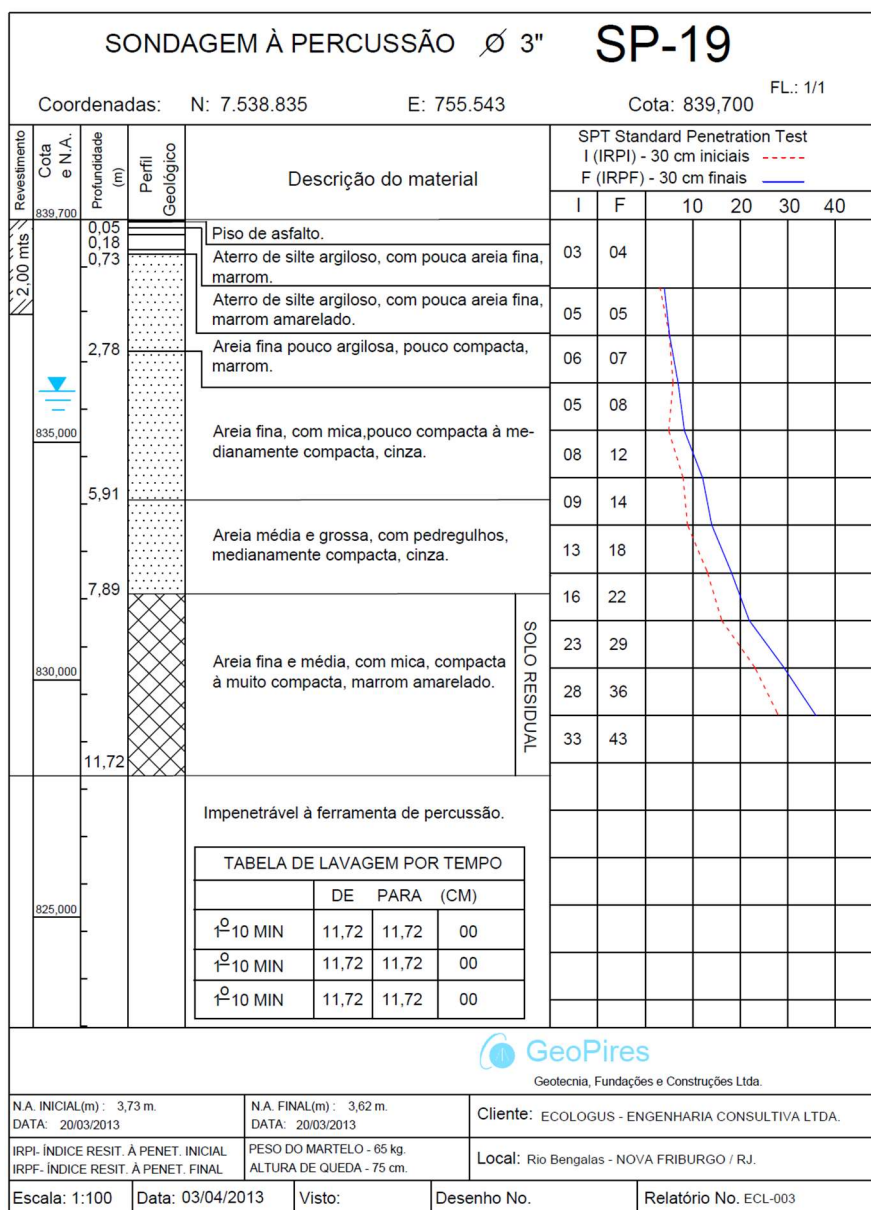 SONDAGEM À PERCUSSÃO Ø 3" SP-19
FL.: 1/1
Coordenadas: N: 7.538.835 E: 755.543 Cota: 839,700
Revestimento
Cota e N.A.
Profundidade (m)
Perfil Geológico
Descrição do material
SPT Standard Penetration Test
I (IRPI) - 30 cm iniciais
F (IRPF) - 30 cm finais
I F 10 20 30 40
839,700
2,00 mts
0,05
0,18
0,73
2,78
835,000
5,91
7,89
830,000
11,72
825,000
Piso de asfalto.
Aterro de silte argiloso, com pouca areia fina,
marrom.
Aterro de silte argiloso, com pouca areia fina,
marrom amarelado.
Areia fina pouco argilosa, pouco compacta,
marrom.
Areia fina, com mica,pouco compacta à me-
dianamente compacta, cinza.
Areia média e grossa, com pedregulhos,
medianamente compacta, cinza.
Areia fina e média, com mica, compacta
à muito compacta, marrom amarelado.
SOLO RESIDUAL
03 04
05 05
06 07
05 08
08 12
09 14
13 18
16 22
23 29
28 36
33 43
Impenetrável à ferramenta de percussão.
TABELA DE LAVAGEM POR TEMPO
DE PARA (CM)
1º 10 MIN 11,72 11,72 00
1º 10 MIN 11,72 11,72 00
1º 10 MIN 11,72 11,72 00
GeoPires
Geotecnia, Fundações e Construções Ltda.
N.A. INICIAL(m) : 3,73 m.
DATA: 20/03/2013
N.A. FINAL(m) : 3,62 m.
DATA: 20/03/2013
Cliente: ECOLOGUS - ENGENHARIA CONSULTIVA LTDA.
IRPI- ÍNDICE RESIT. À PENET. INICIAL
IRPF- ÍNDICE RESIT. À PENET. FINAL
PESO DO MARTELO - 65 kg.
ALTURA DE QUEDA - 75 cm.
Local: Rio Bengalas - NOVA FRIBURGO / RJ.
Escala: 1:100 Data: 03/04/2013 Visto: Desenho No. Relatório No. ECL-003